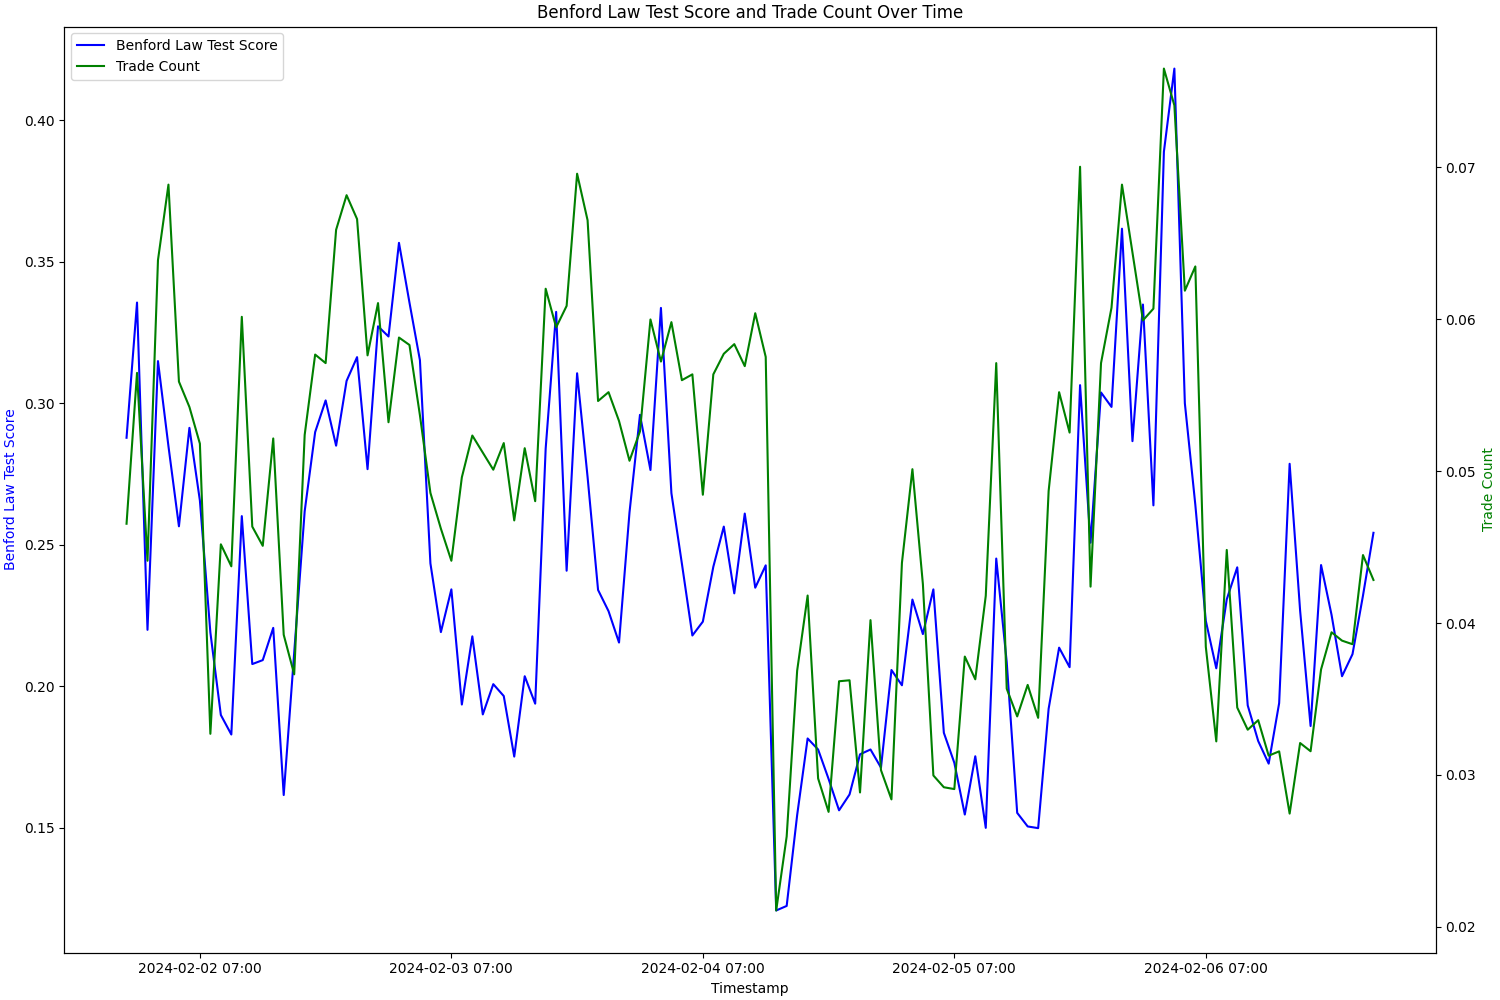 Benford Law Test Score and Trade Count Over Time
Benford Law Test Score
Trade Count
0.40
0.35
0.30
0.25
0.20
0.15
Benford Law Test Score
0.07
0.06
0.05
0.04
0.03
0.02
Trade Count
2024-02-02 07:00
2024-02-03 07:00
2024-02-04 07:00
2024-02-05 07:00
2024-02-06 07:00
Timestamp